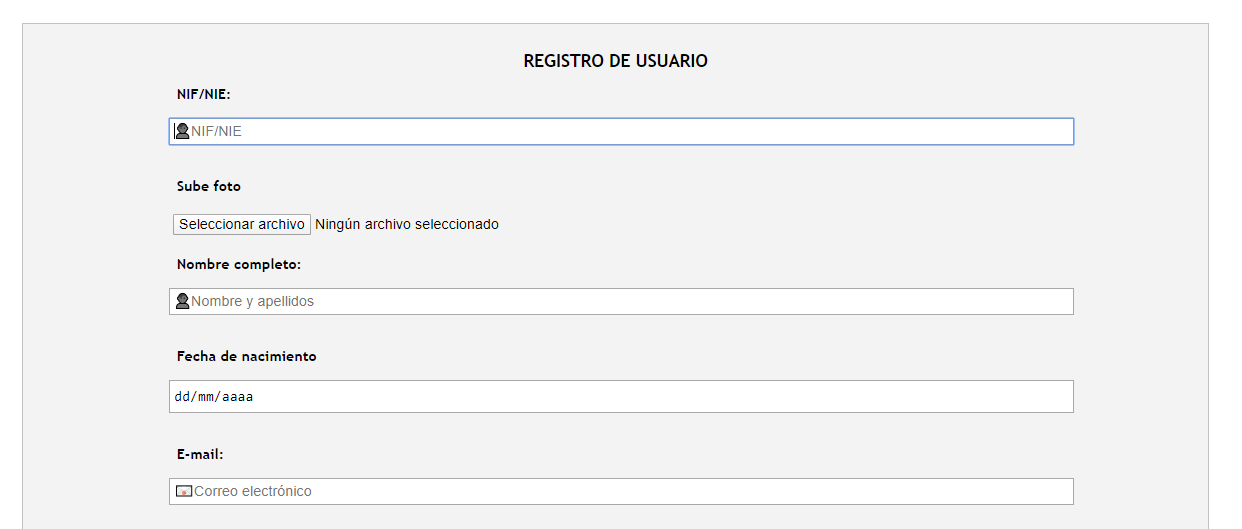 REGISTRO DE USUARIO
NIF/NIE:
NIF/NIE
Sube foto
Seleccionar archivo Ningún archivo seleccionado
Nombre completo:
Nombre y apellidos
Fecha de nacimiento
dd/mm/aaaa
E-mail:
Correo electrónico